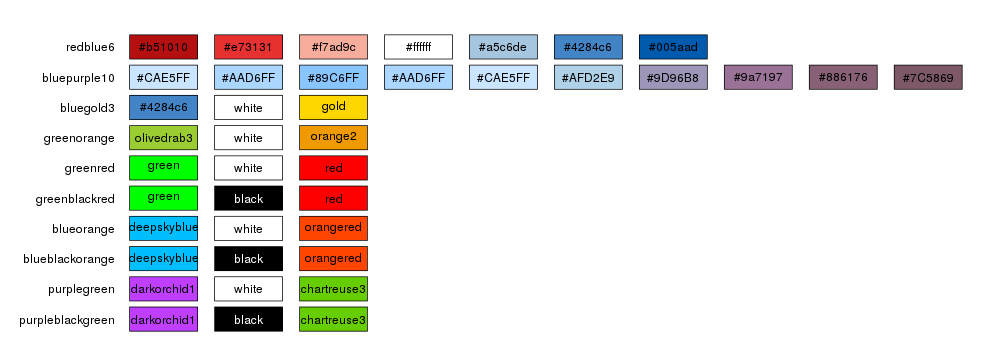 redblue6 #b51010 #e73131 #f7ad9c #ffffff #a5c6de #4284c6 #005aad
bluepurple10 #CAE5FF #AAD6FF #89C6FF #AAD6FF #CAE5FF #AFD2E9 #9D96B8 #9a7197 #886176 #7C5869
bluegold3 #4284c6 white gold
greenorange olivedrab3 white orange2
greenred green white red
greenblackred green black red
blueorange deepskyblue white orangered
blueblackorange deepskyblue black orangered
purplegreen darkorchid1 white chartreuse3
purpleblackgreen darkorchid1 black chartreuse3